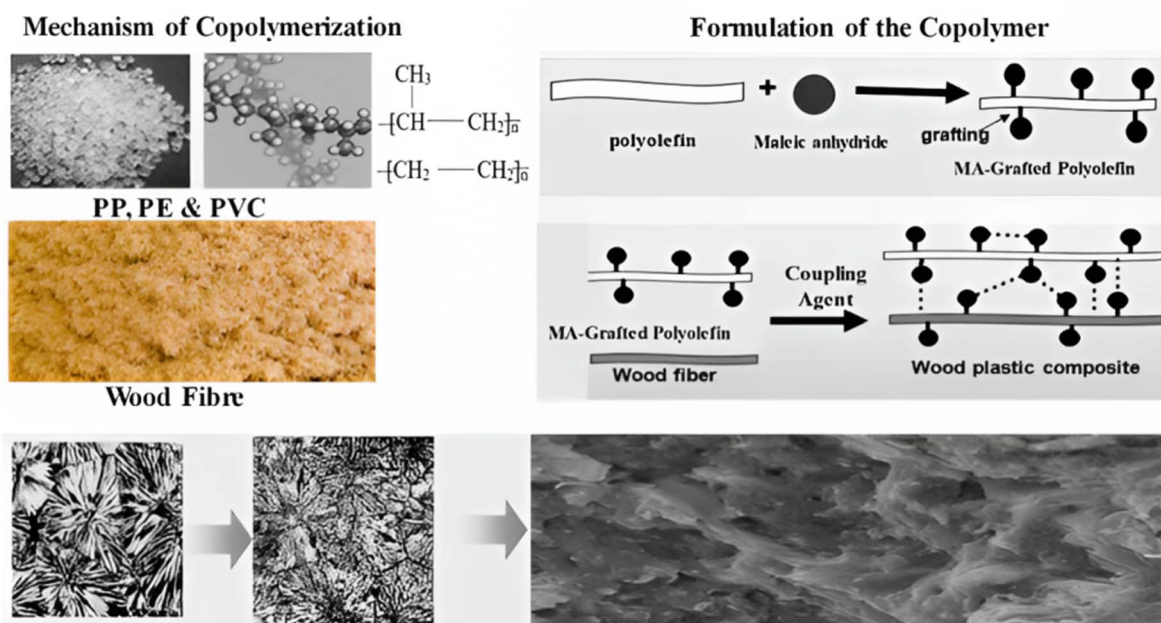 Mechanism of Copolymerization
CH₃
-[CH — CH₂]n
-[CH₂ — CH₂]n
PP, PE & PVC
Wood Fibre
Formulation of the Copolymer
+
polyolefin
Maleic anhydride
grafting
MA-Grafted Polyolefin
MA-Grafted Polyolefin
Wood fiber
Coupling
Agent
Wood plastic composite